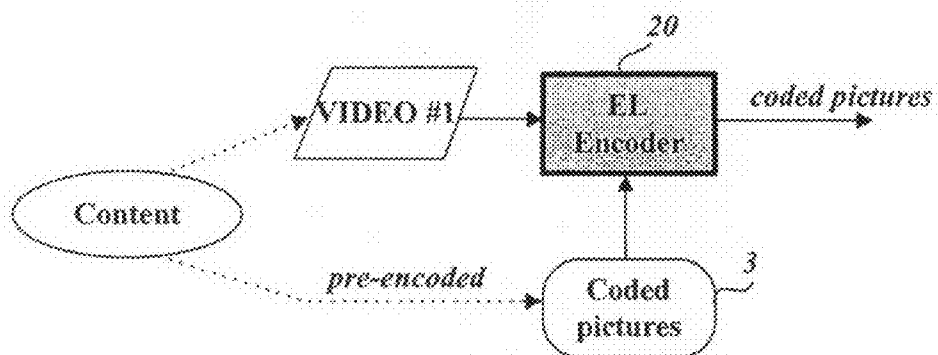 20
VIDEO #1
EL
Encoder
coded pictures
Content
pre-encoded
3
Coded
pictures